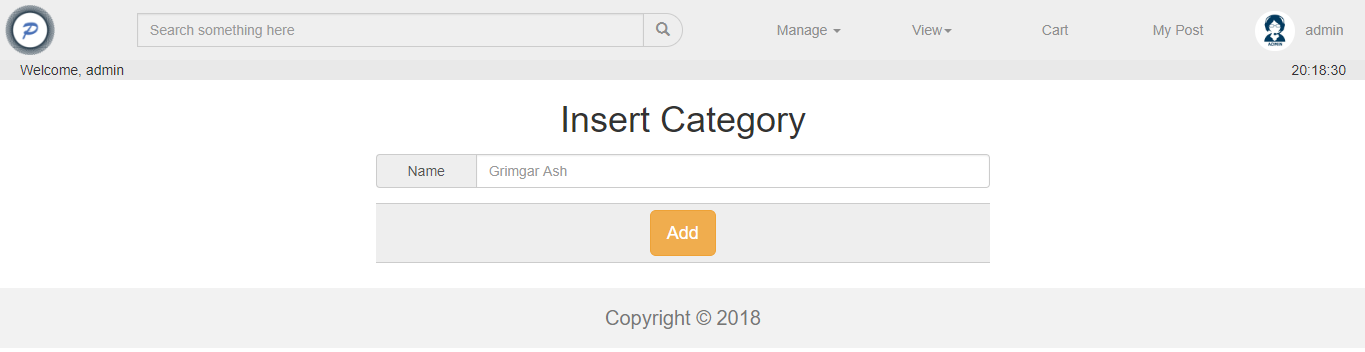 P Search something here Manage View Cart My Post ADMIN admin
Welcome, admin 20:18:30
Insert Category
Name Grimgar Ash
Add
Copyright © 2018